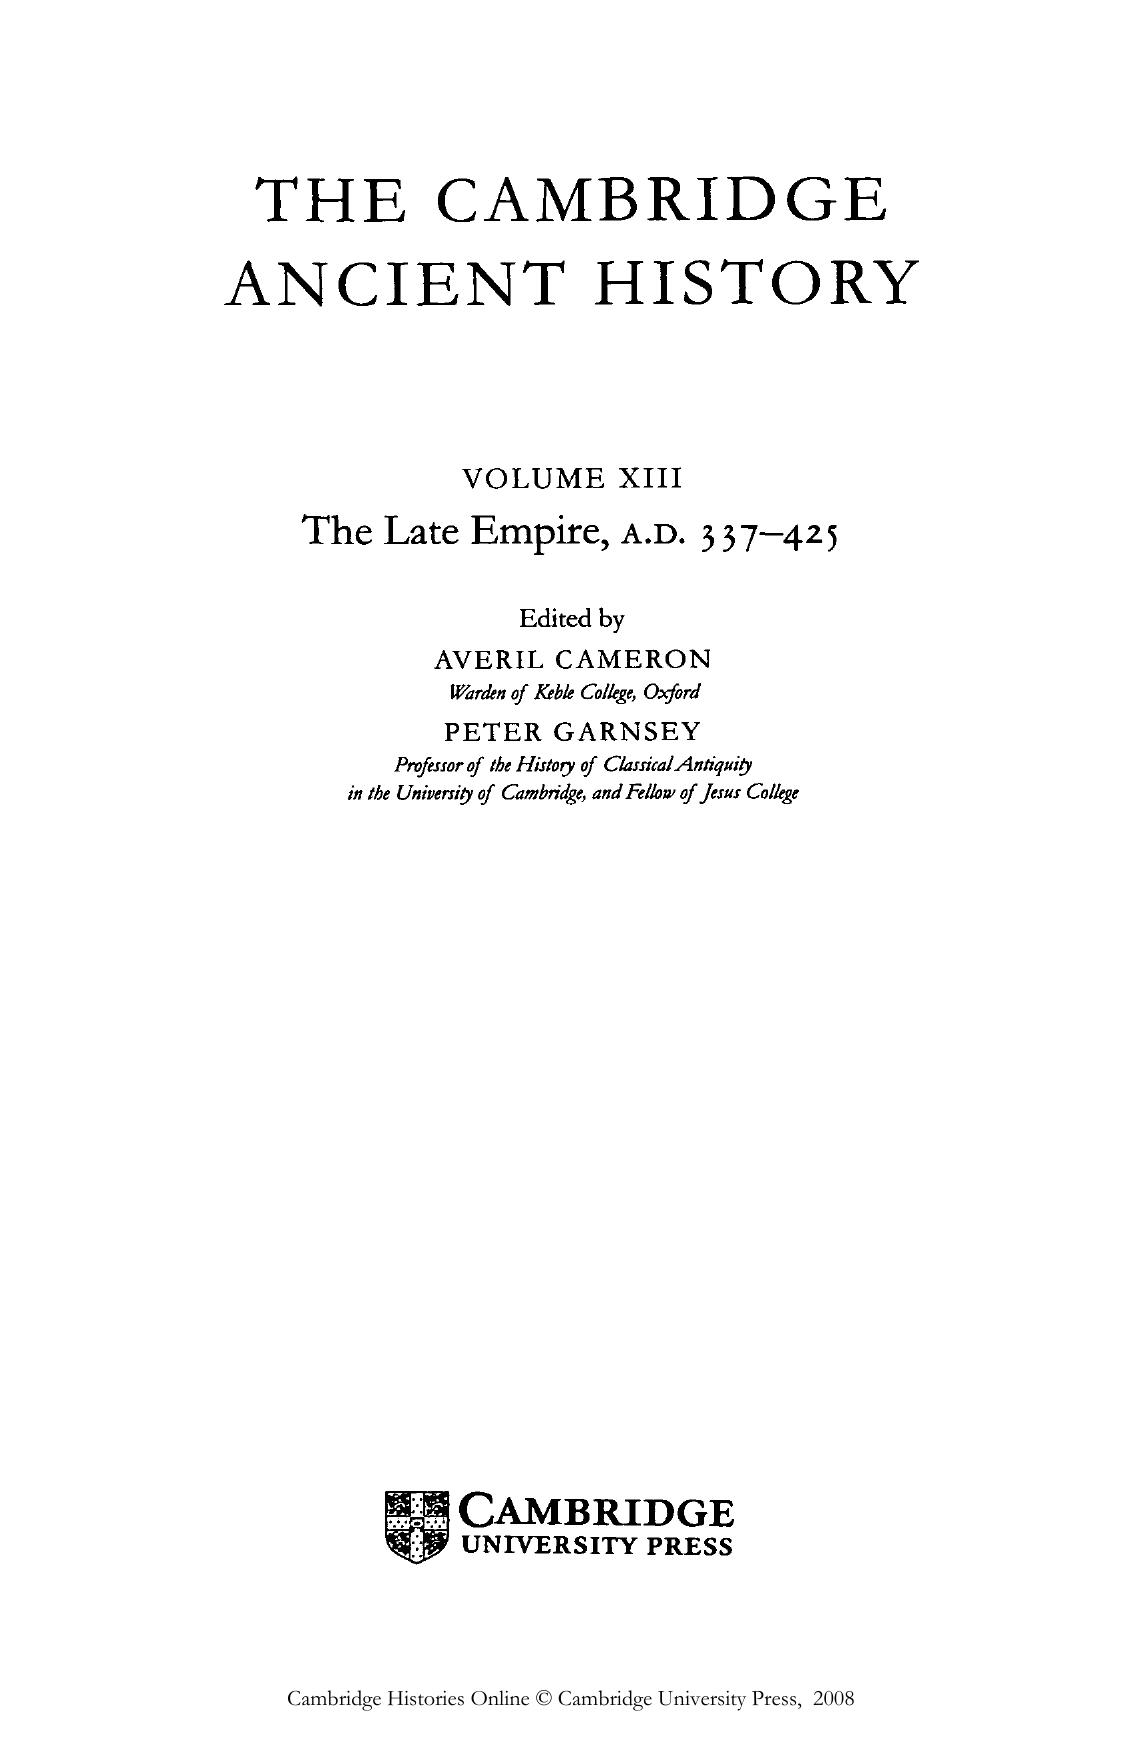 THE CAMBRIDGE
ANCIENT HISTORY
VOLUME XIII
The Late Empire, A.D. 337–425
Edited by
AVERIL CAMERON
Warden of Keble College, Oxford
PETER GARNSEY
Professor of the History of Classical Antiquity
in the University of Cambridge, and Fellow of Jesus College
CAMBRIDGE
UNIVERSITY PRESS
Cambridge Histories Online © Cambridge University Press, 2008